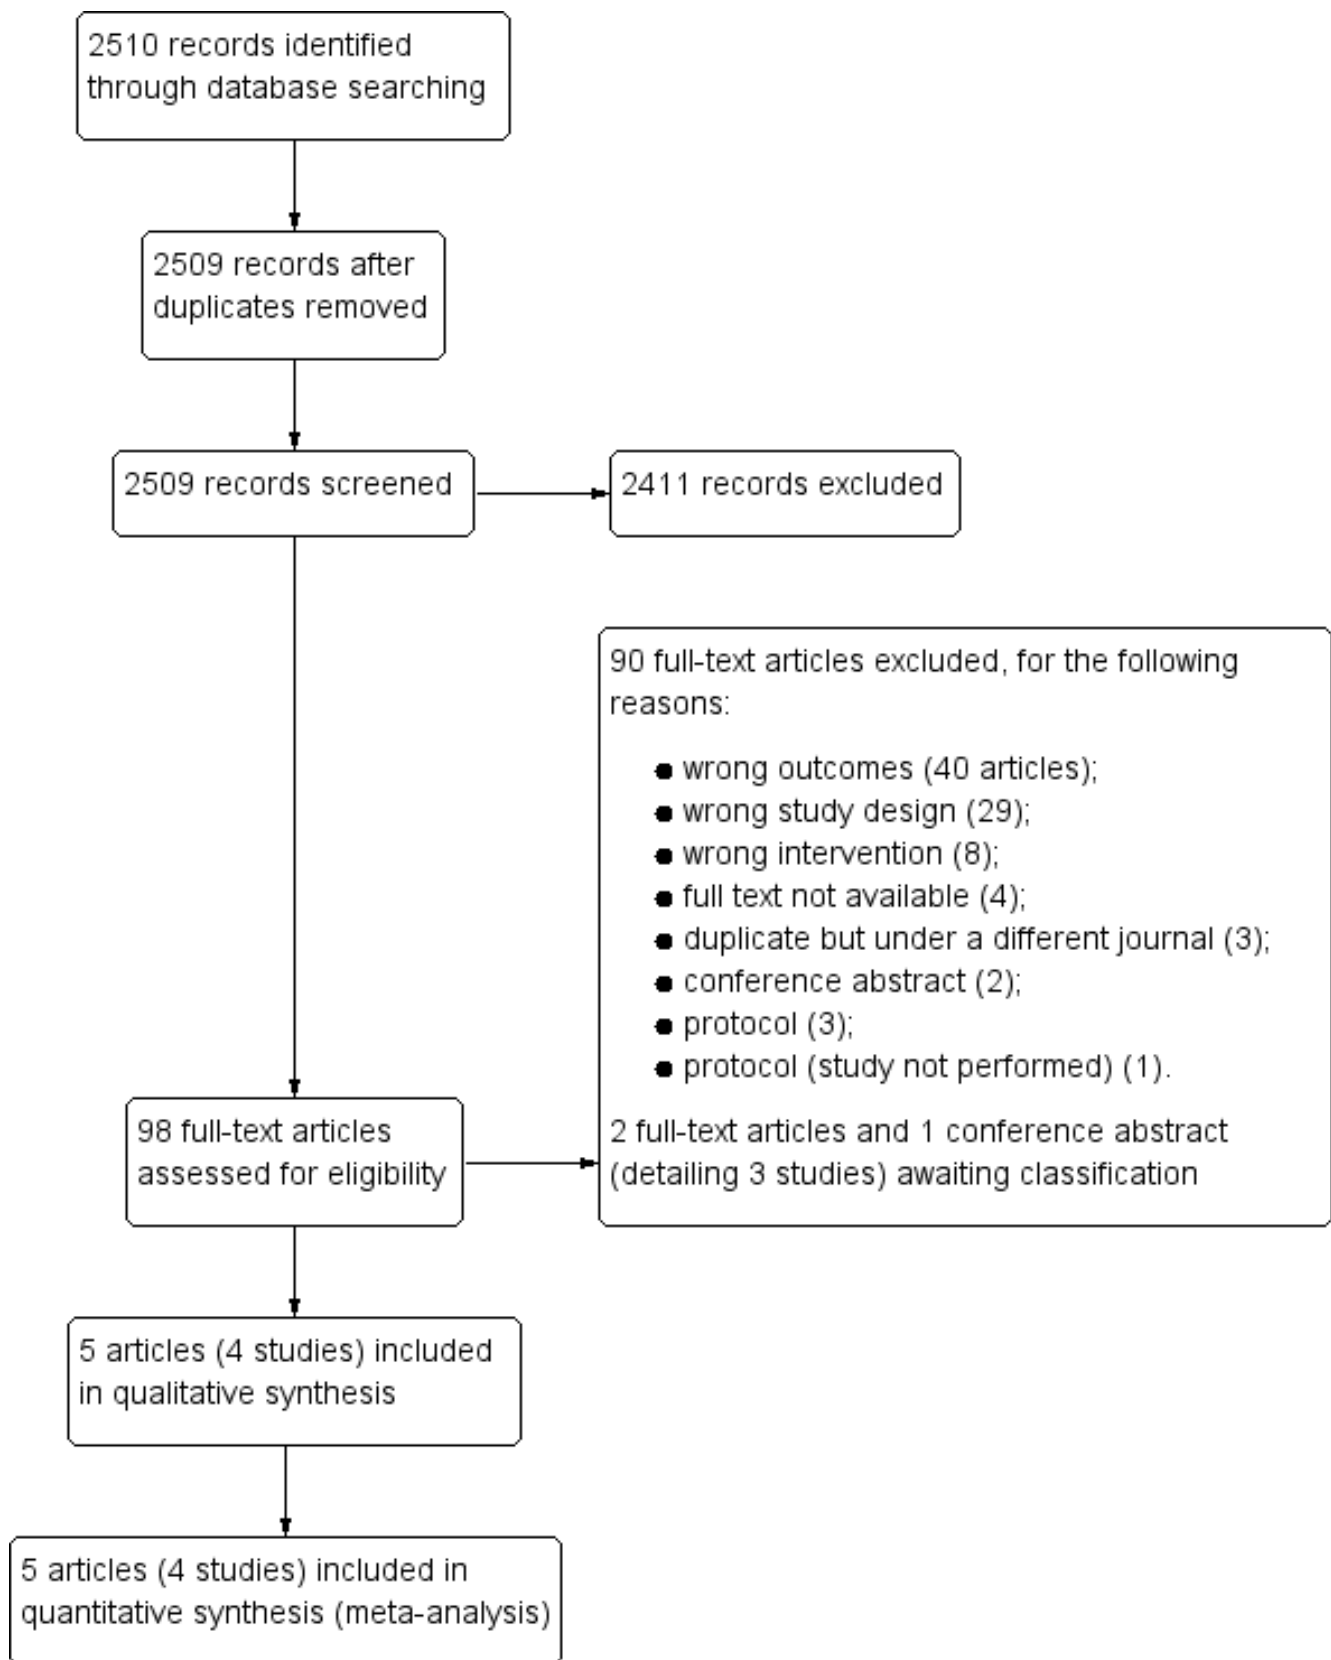 2510 records identified
through database searching
2509 records after
duplicates removed
2509 records screened
2411 records excluded
90 full-text articles excluded, for the following
reasons:
● wrong outcomes (40 articles);
● wrong study design (29);
● wrong intervention (8);
● full text not available (4);
● duplicate but under a different journal (3);
● conference abstract (2);
● protocol (3);
● protocol (study not performed) (1).
2 full-text articles and 1 conference abstract
(detailing 3 studies) awaiting classification
98 full-text articles
assessed for eligibility
5 articles (4 studies) included
in qualitative synthesis
5 articles (4 studies) included in
quantitative synthesis (meta-analysis)